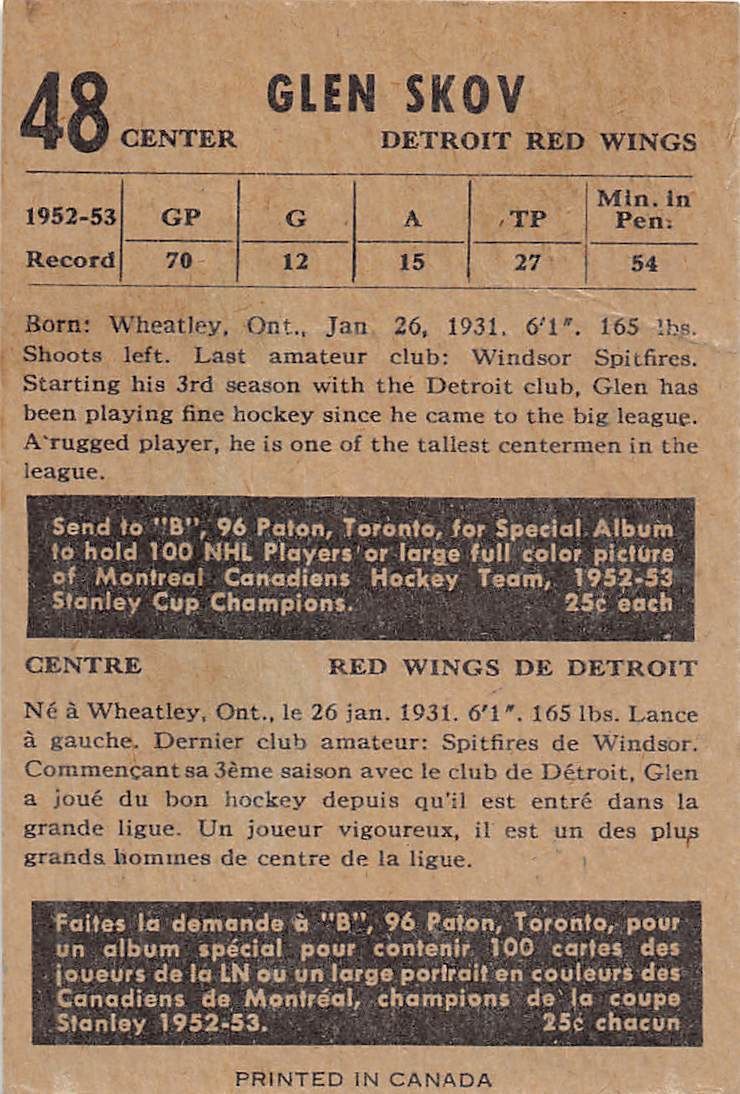 48 GLEN SKOV
CENTER DETROIT RED WINGS
1952-53 GP G A TP Min. in Pen.
Record 70 12 15 27 54
Born: Wheatley, Ont., Jan. 26, 1931. 6'1". 165 lbs.
Shoots left. Last amateur club: Windsor Spitfires.
Starting his 3rd season with the Detroit club, Glen has
been playing fine hockey since he came to the big league.
A rugged player, he is one of the tallest centermen in the
league.
Send to "B", 96 Paton, Toronto, for Special Album
to hold 100 NHL Players or large full color picture
of Montreal Canadiens Hockey Team, 1952-53
Stanley Cup Champions. 25¢ each
CENTRE RED WINGS DE DETROIT
Né à Wheatley, Ont., le 26 jan. 1931. 6'1". 165 lbs. Lance
à gauche. Dernier club amateur: Spitfires de Windsor.
Commençant sa 3ème saison avec le club de Détroit, Glen
a joué du bon hockey depuis qu'il est entré dans la
grande ligue. Un joueur vigoureux, il est un des plus
grands hommes de centre de la ligue.
Faites la demande à "B", 96 Paton, Toronto, pour
un album spécial pour contenir 100 cartes des
joueurs de la LN ou un large portrait en couleurs des
Canadiens de Montréal, champions de la coupe
Stanley 1952-53. 25¢ chacun
PRINTED IN CANADA